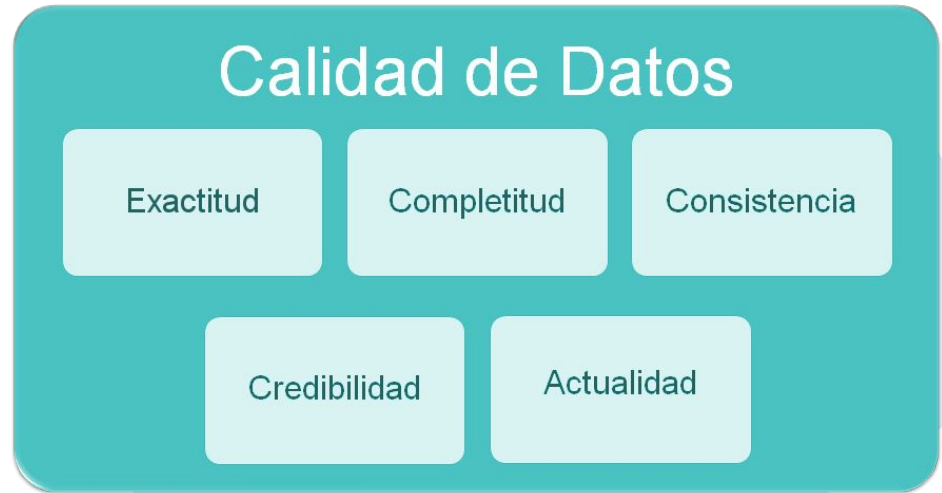 Calidad de Datos
Exactitud
Completitud
Consistencia
Credibilidad
Actualidad